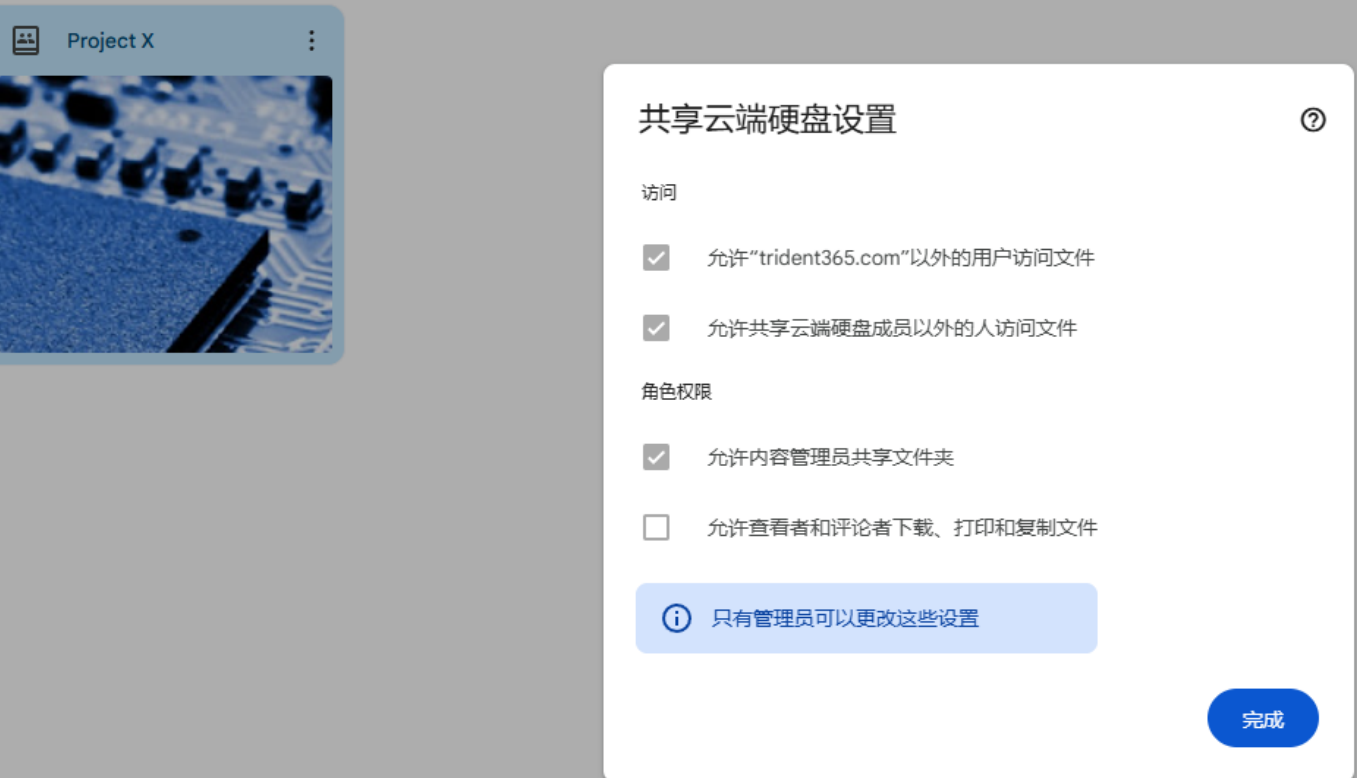 Project X
共享云端硬盘设置
访问
允许“trident365.com”以外的用户访问文件
允许共享云端硬盘成员以外的人访问文件
角色权限
允许内容管理员共享文件夹
允许查看者和评论者下载、打印和复制文件
只有管理员可以更改这些设置
完成